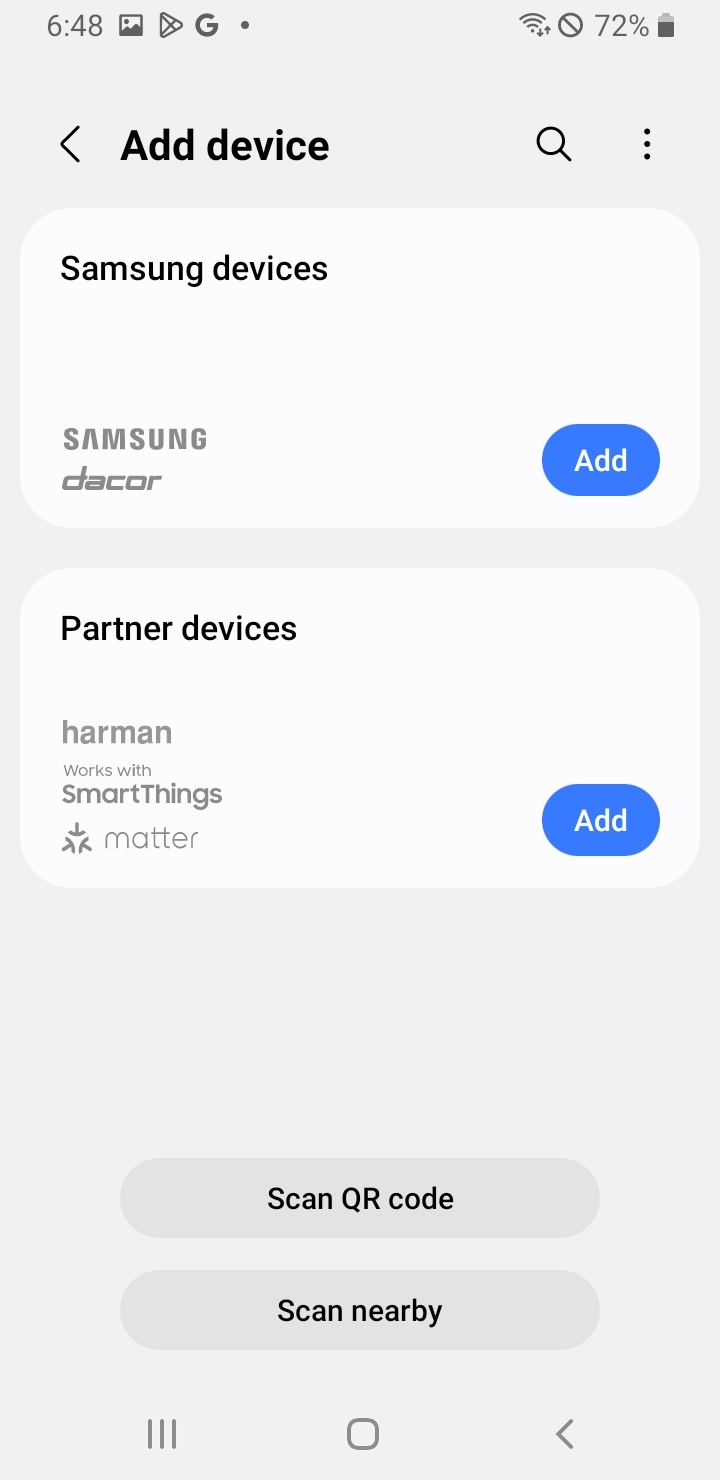 6:48
72%
Add device
Samsung devices
SAMSUNG
dacor
Add
Partner devices
harman
Works with
SmartThings
matter
Add
Scan QR code
Scan nearby